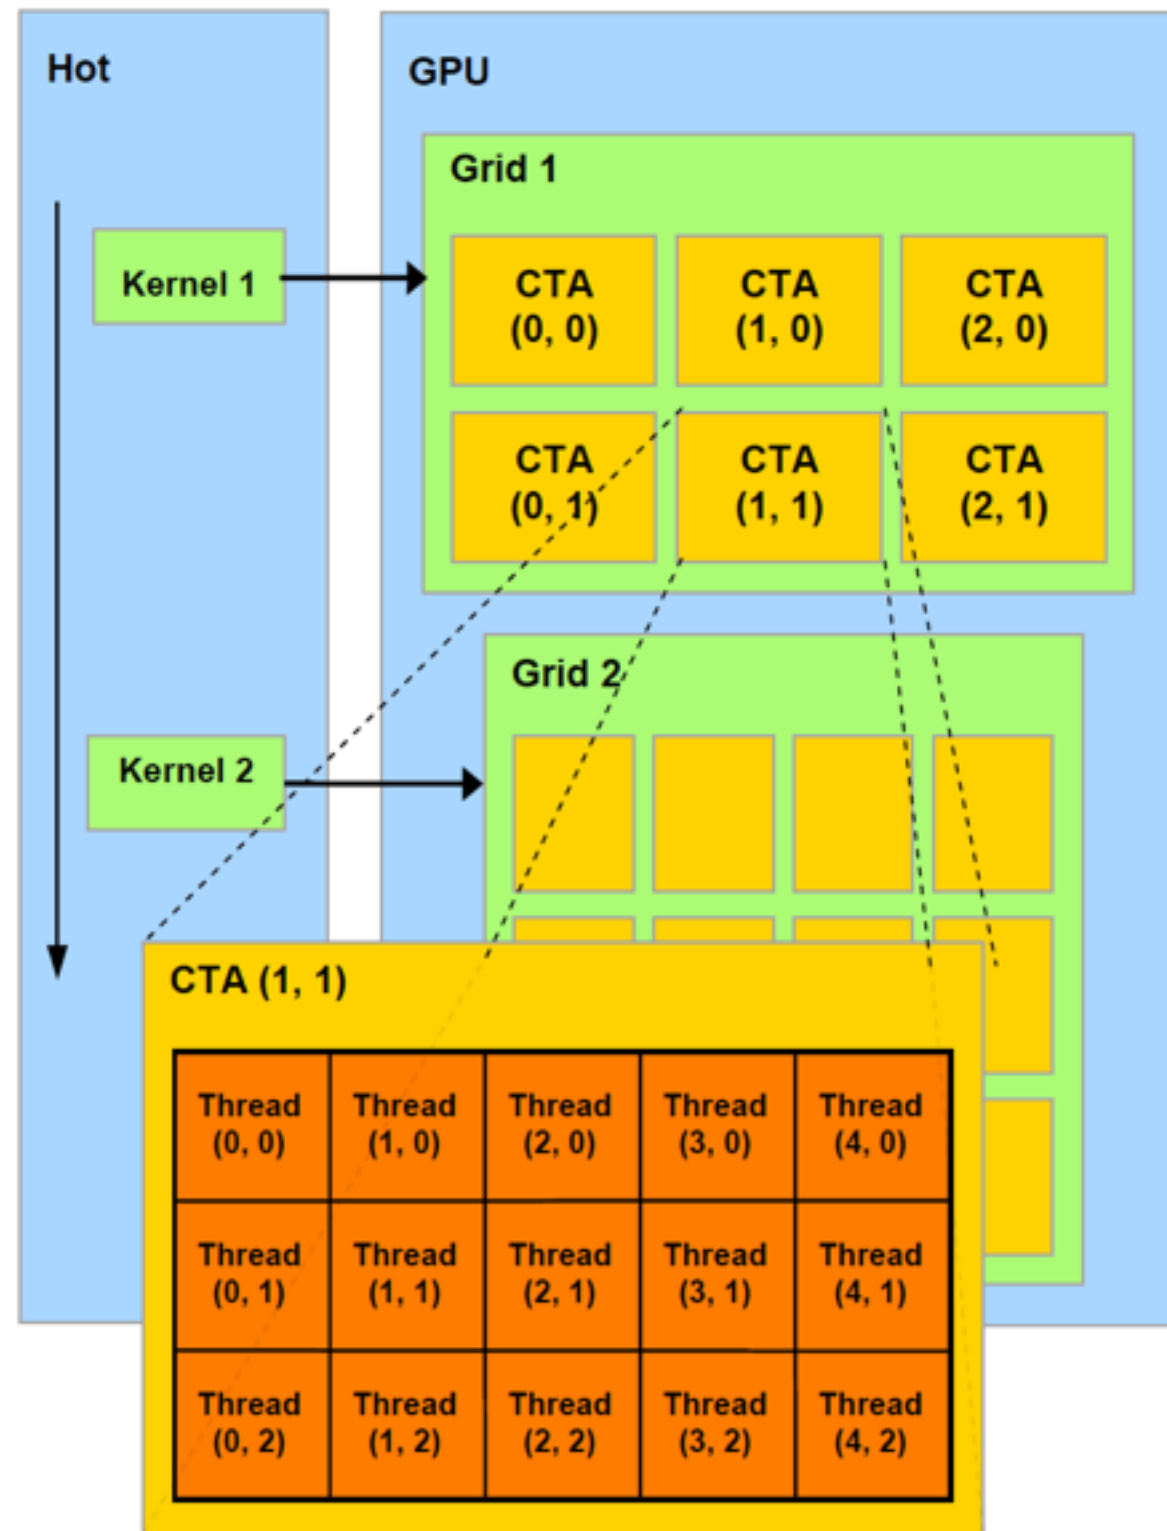 Hot
GPU
Grid 1
Kernel 1
CTA
(0, 0)
CTA
(1, 0)
CTA
(2, 0)
CTA
(0, 1)
CTA
(1, 1)
CTA
(2, 1)
Grid 2
Kernel 2
CTA (1, 1)
Thread
(0, 0)
Thread
(1, 0)
Thread
(2, 0)
Thread
(3, 0)
Thread
(4, 0)
Thread
(0, 1)
Thread
(1, 1)
Thread
(2, 1)
Thread
(3, 1)
Thread
(4, 1)
Thread
(0, 2)
Thread
(1, 2)
Thread
(2, 2)
Thread
(3, 2)
Thread
(4, 2)